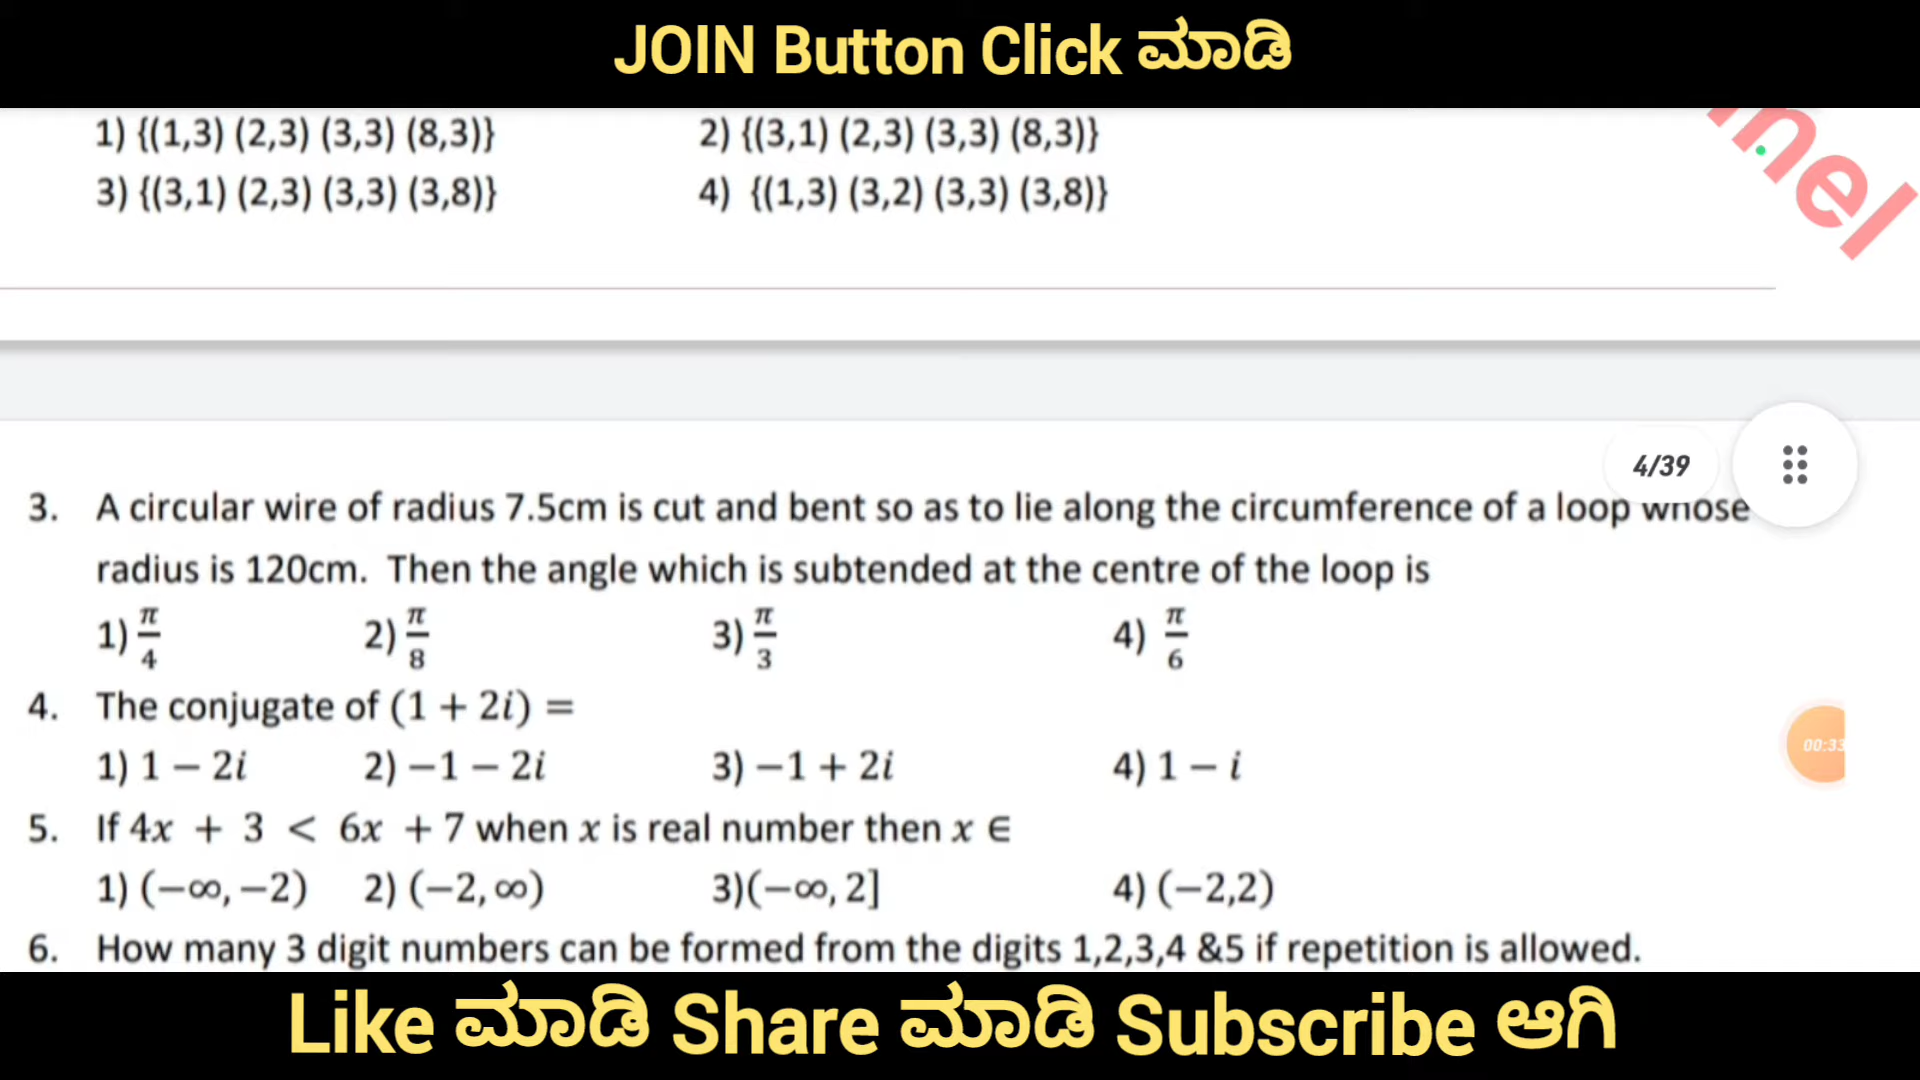 JOIN Button Click ಮಾಡಿ
1) {(1,3) (2,3) (3,3) (8,3)} 2) {(3,1) (2,3) (3,3) (8,3)}
3) {(3,1) (2,3) (3,3) (3,8)} 4) {(1,3) (3,2) (3,3) (3,8)}
nel
4/39
3. A circular wire of radius 7.5cm is cut and bent so as to lie along the circumference of a loop whose
radius is 120cm. Then the angle which is subtended at the centre of the loop is
1) π/4 2) π/8 3) π/3 4) π/6
4. The conjugate of (1 + 2i) =
1) 1 − 2i 2) −1 − 2i 3) −1 + 2i 4) 1 − i
00:33
5. If 4x + 3 < 6x + 7 when x is real number then x ∈
1) (−∞, −2) 2) (−2, ∞) 3)(−∞, 2] 4) (−2,2)
6. How many 3 digit numbers can be formed from the digits 1,2,3,4 &5 if repetition is allowed.
Like ಮಾಡಿ Share ಮಾಡಿ Subscribe ಆಗಿ